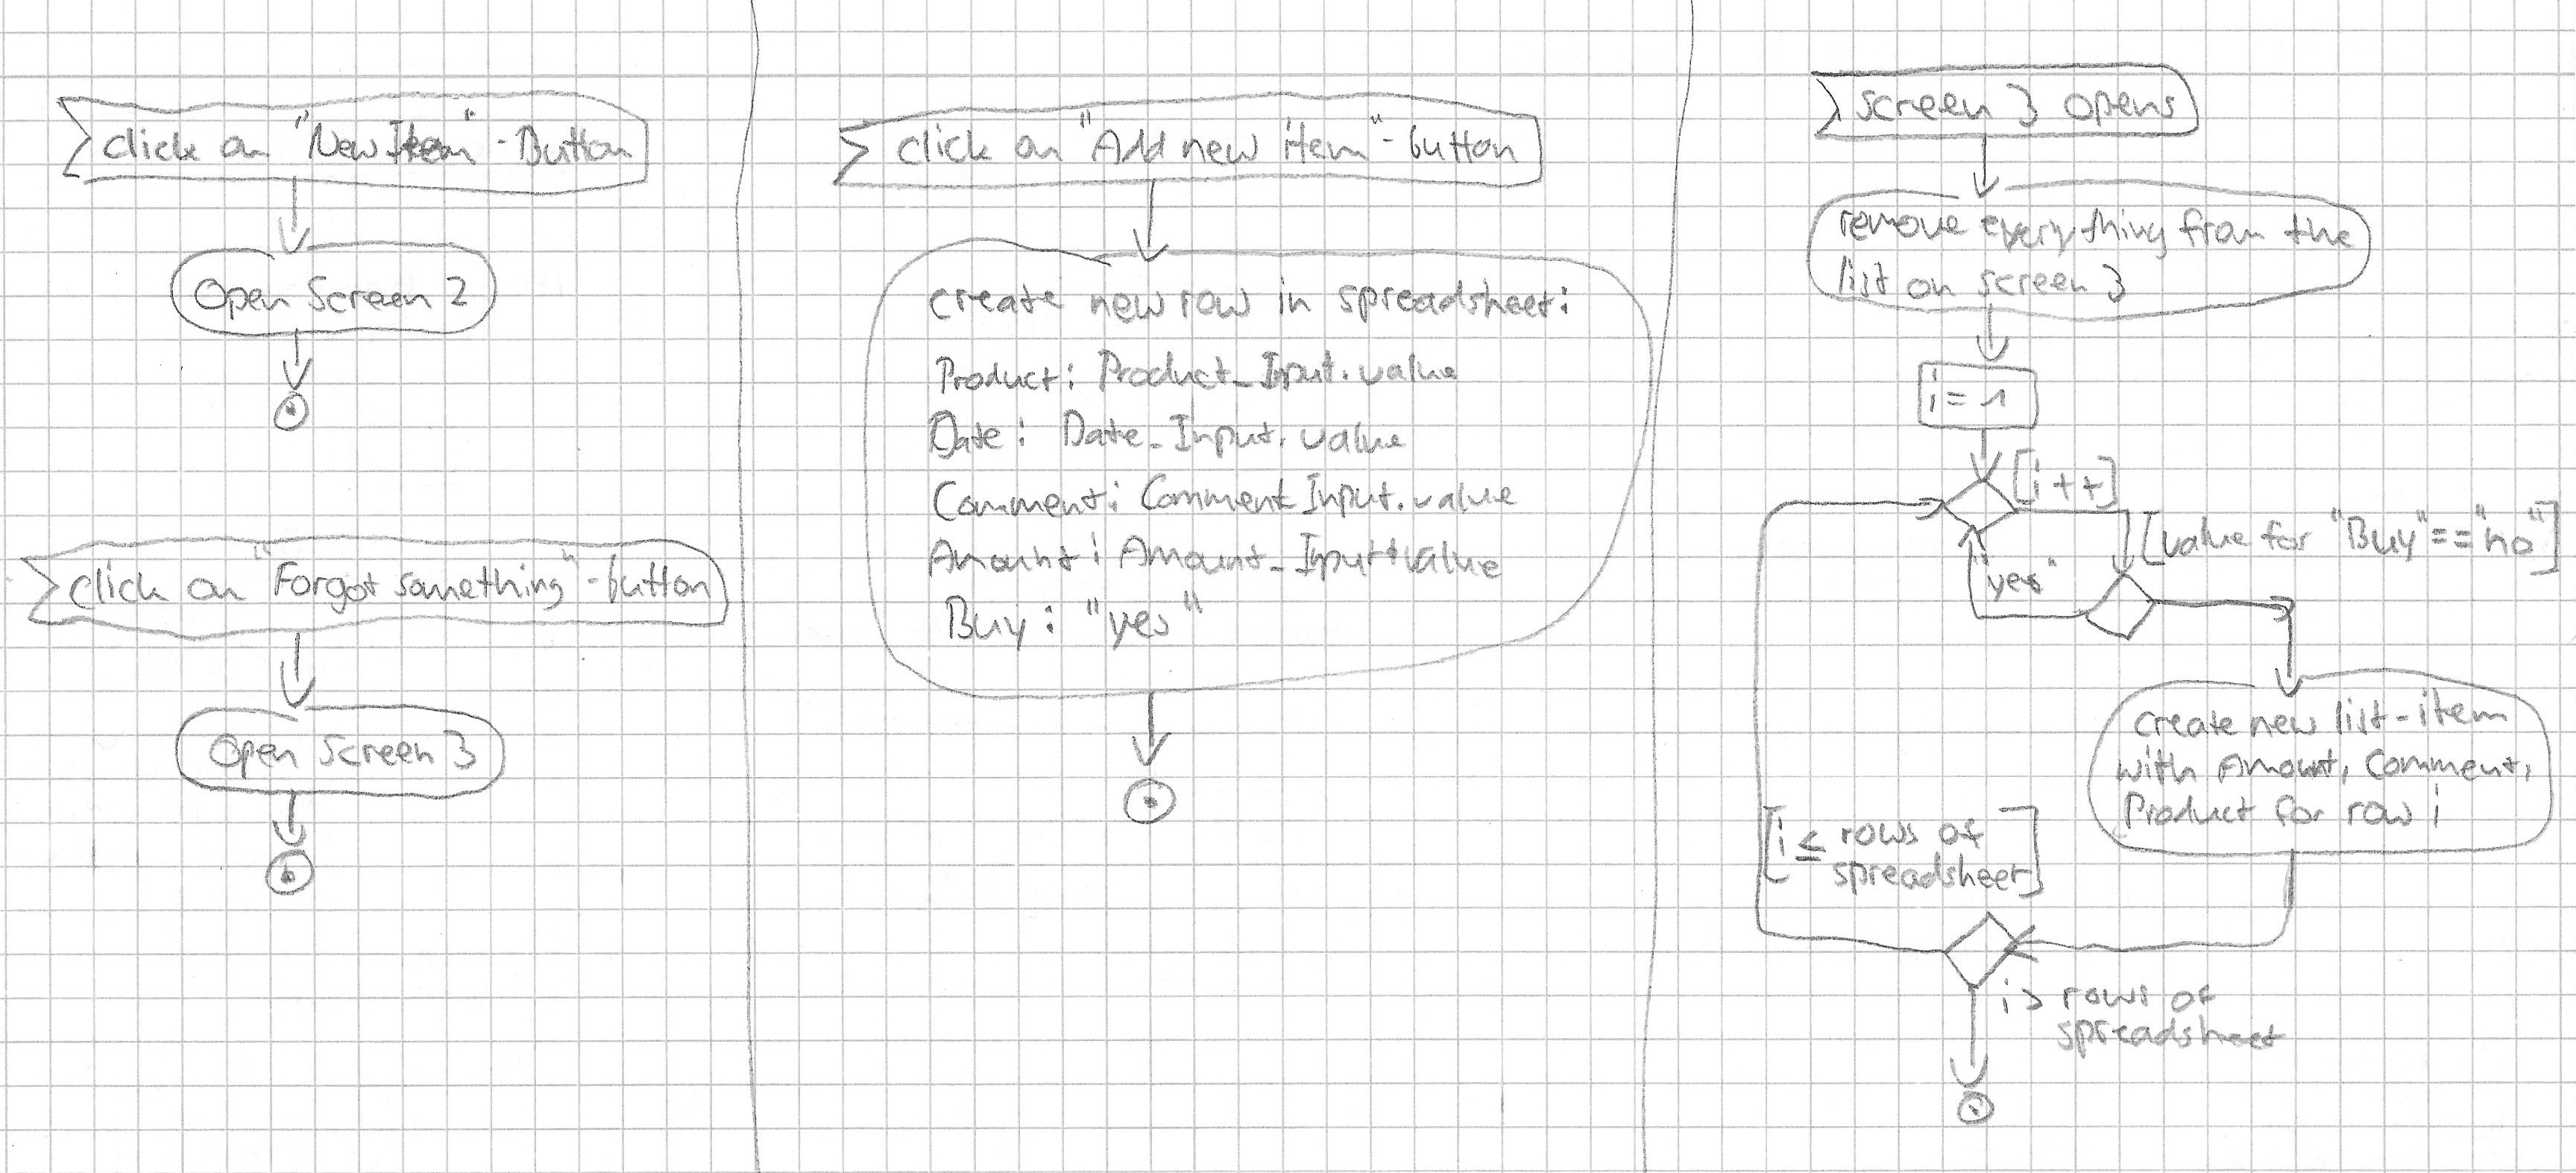 click on "New Item"-Button
Open Screen 2
click on "Forgot something"-button
Open Screen 3
click on "Add new item"-button
create new row in spreadsheet:
Product: Product_Input.value
Date: Date_Input.value
Comment: Comment_Input.value
Amount: Amount_Input.value
Buy: "yes"
screen 3 opens
remove everything from the
list on screen 3
i = 1
[i++]
[value for "Buy"=="no"]
"yes"
create new list-item
with Amount, Comment,
Product for row i
[i ≤ rows of
spreadsheet]
i > rows of
spreadsheet